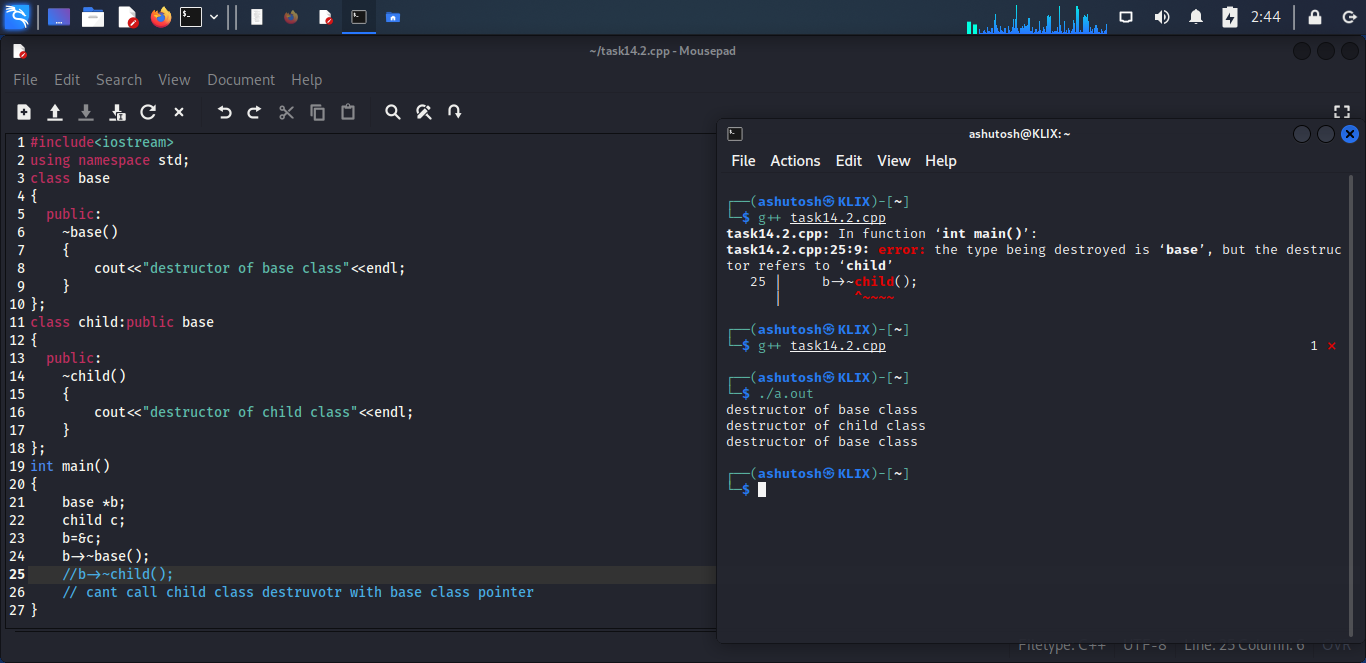 2:44
~/task14.2.cpp - Mousepad
File Edit Search View Document Help
1 #include<iostream>
2 using namespace std;
3 class base
4 {
5   public:
6     ~base()
7     {
8         cout<<"destructor of base class"<<endl;
9     }
10 };
11 class child:public base
12 {
13   public:
14     ~child()
15     {
16         cout<<"destructor of child class"<<endl;
17     }
18 };
19 int main()
20 {
21     base *b;
22     child c;
23     b=&c;
24     b->~base();
25     //b->~child();
26     // cant call child class destruvotr with base class pointer
27 }
ashutosh@KLIX:~
File Actions Edit View Help
┌──(ashutosh㉿KLIX)-[~]
└─$ g++ task14.2.cpp
task14.2.cpp: In function ‘int main()’:
task14.2.cpp:25:9: error: the type being destroyed is ‘base’, but the destruc
tor refers to ‘child’
   25 |     b->~child();
      |         ^~~~~
┌──(ashutosh㉿KLIX)-[~]
└─$ g++ task14.2.cpp 1 ⨯
┌──(ashutosh㉿KLIX)-[~]
└─$ ./a.out
destructor of base class
destructor of child class
destructor of base class
┌──(ashutosh㉿KLIX)-[~]
└─$
Filetype: C++ UTF-8 Line: 25 Column: 6 OVR